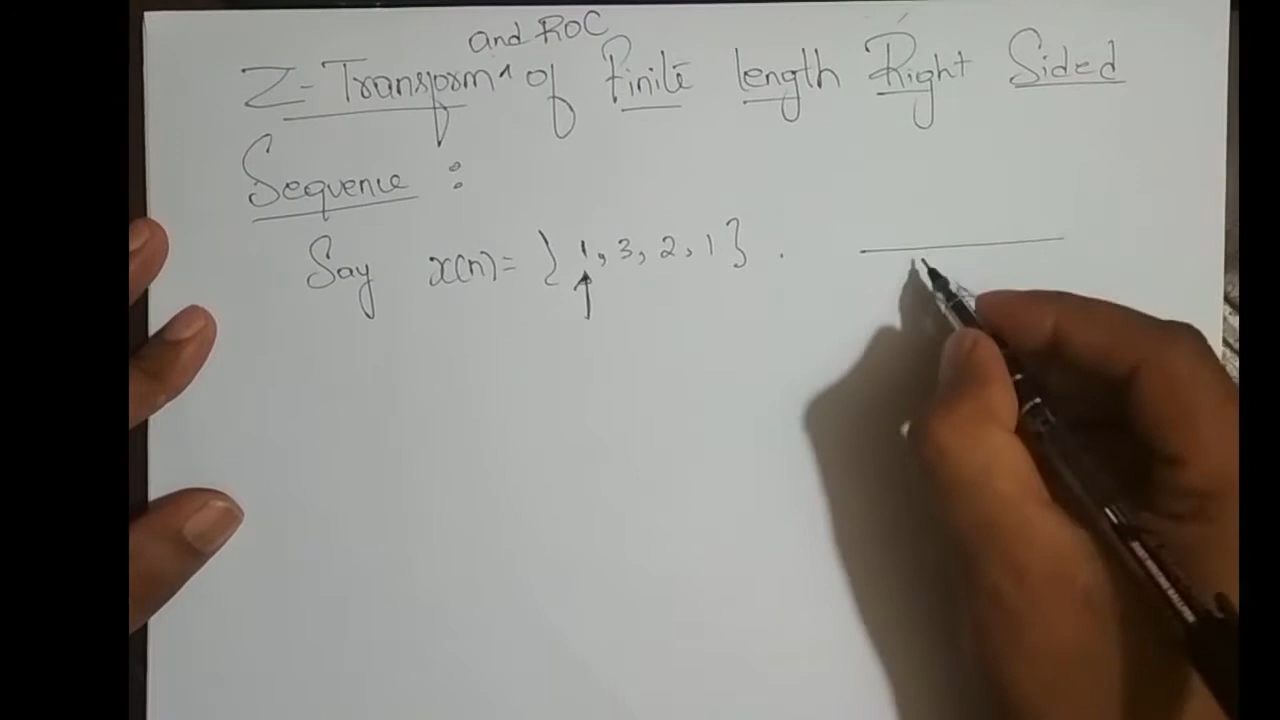 and ROC
Z-Transform ^ of Finite length Right Sided
Sequence :
Say x(n) = { 1, 3, 2, 1 } .
↑